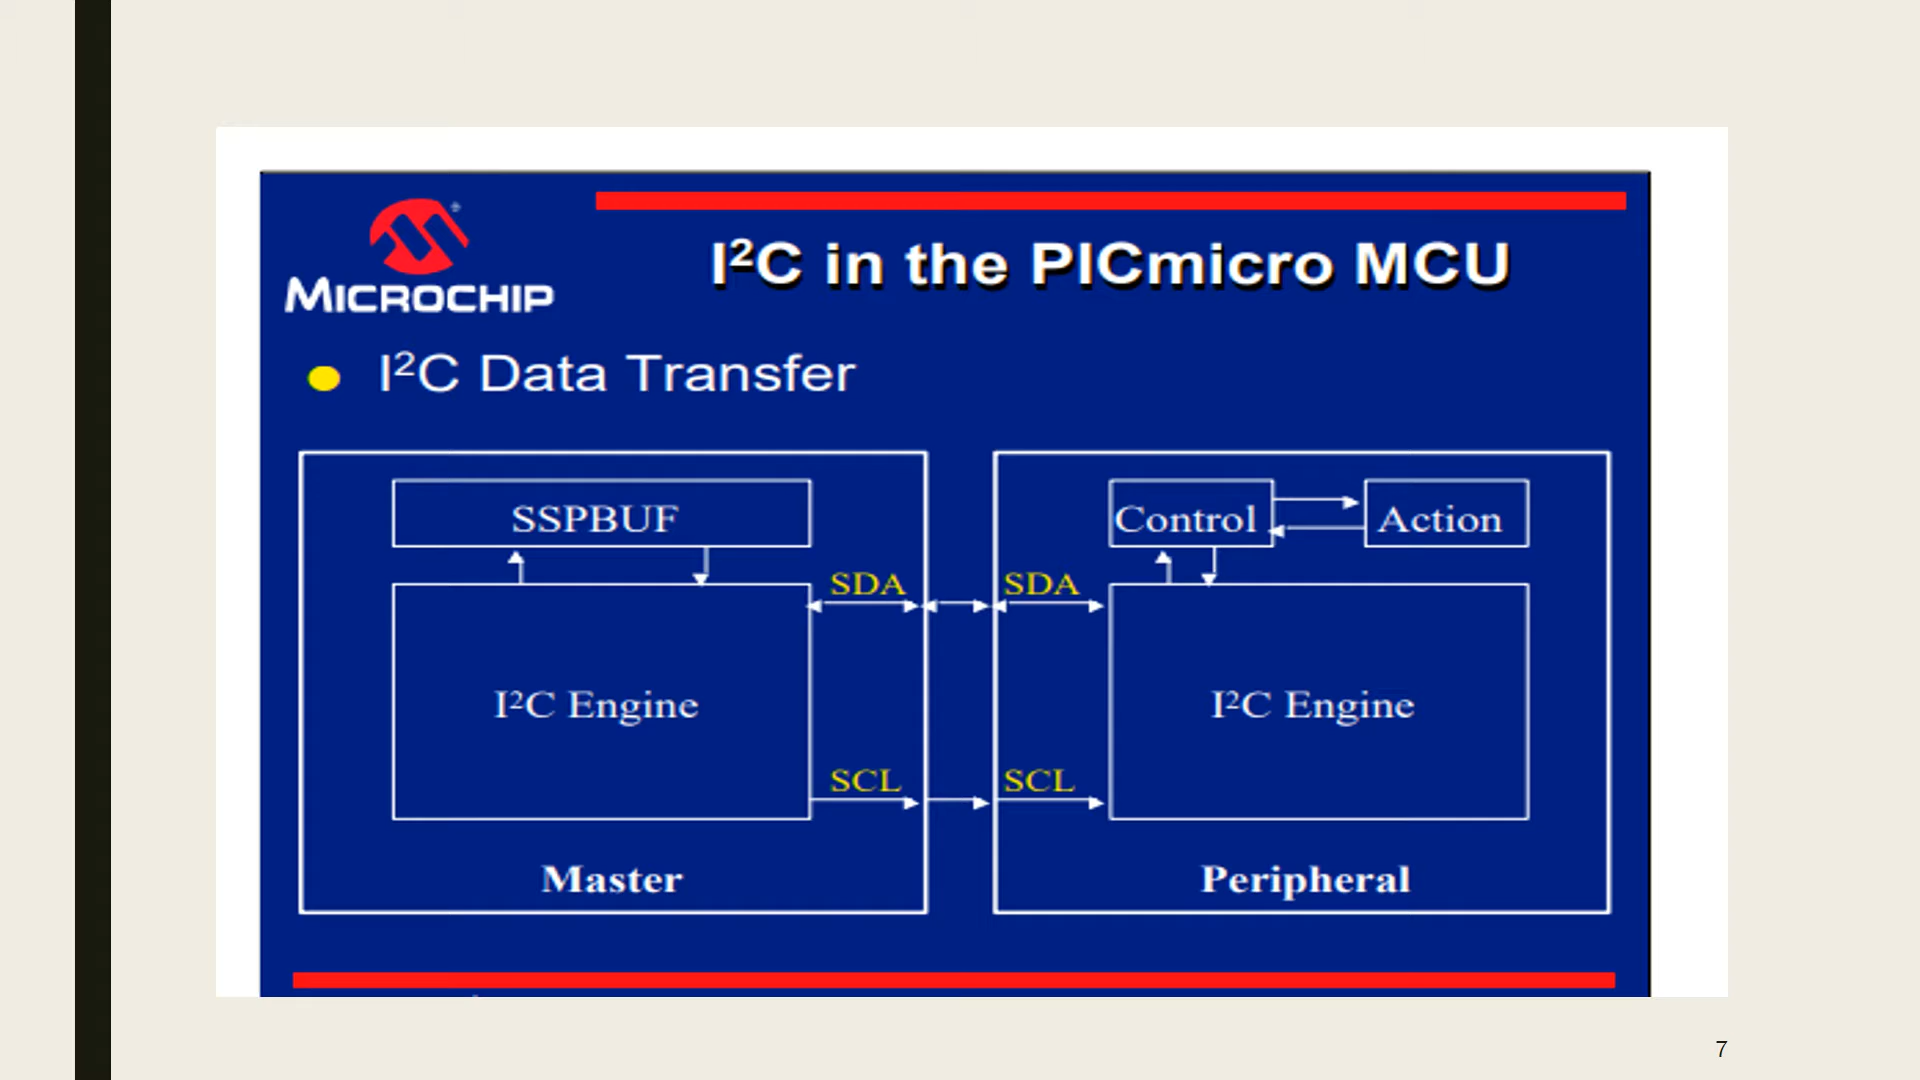 MICROCHIP
I²C in the PICmicro MCU
I²C Data Transfer
SSPBUF
Control
Action
SDA
SDA
I²C Engine
I²C Engine
SCL
SCL
Master
Peripheral
7